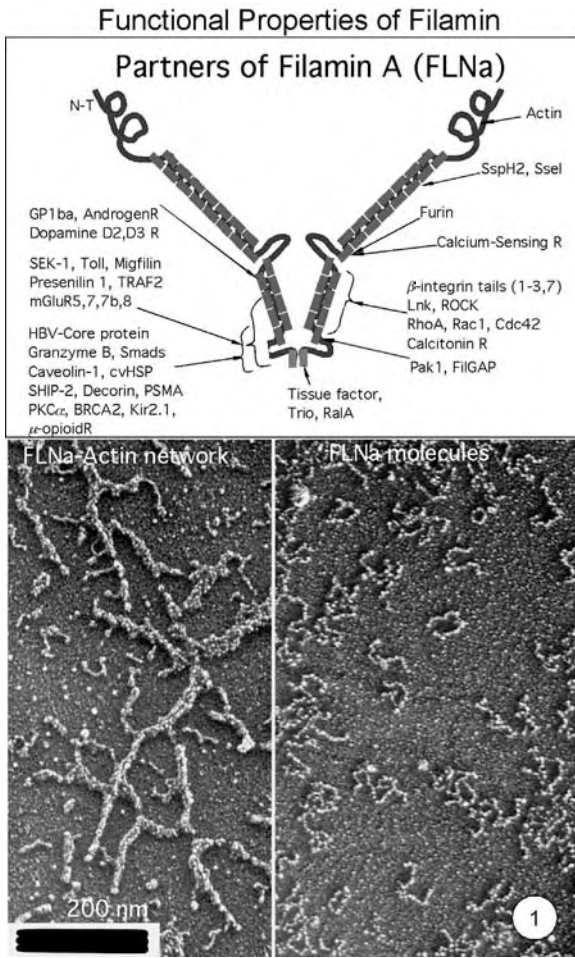 Functional Properties of Filamin
Partners of Filamin A (FLNa)
N-T
Actin
SspH2, SseI
Furin
Calcium-Sensing R
GP1ba, AndrogenR
Dopamine D2,D3 R
SEK-1, Toll, Migfilin
Presenilin 1, TRAF2
mGluR5,7,7b,8
HBV-Core protein
Granzyme B, Smads
Caveolin-1, cvHSP
SHIP-2, Decorin, PSMA
PKCα, BRCA2, Kir2.1,
μ-opioidR
β-integrin tails (1-3,7)
Lnk, ROCK
RhoA, Rac1, Cdc42
Calcitonin R
Pak1, FilGAP
Tissue factor,
Trio, RalA
FLNa-Actin network
FLNa molecules
200 nm
1